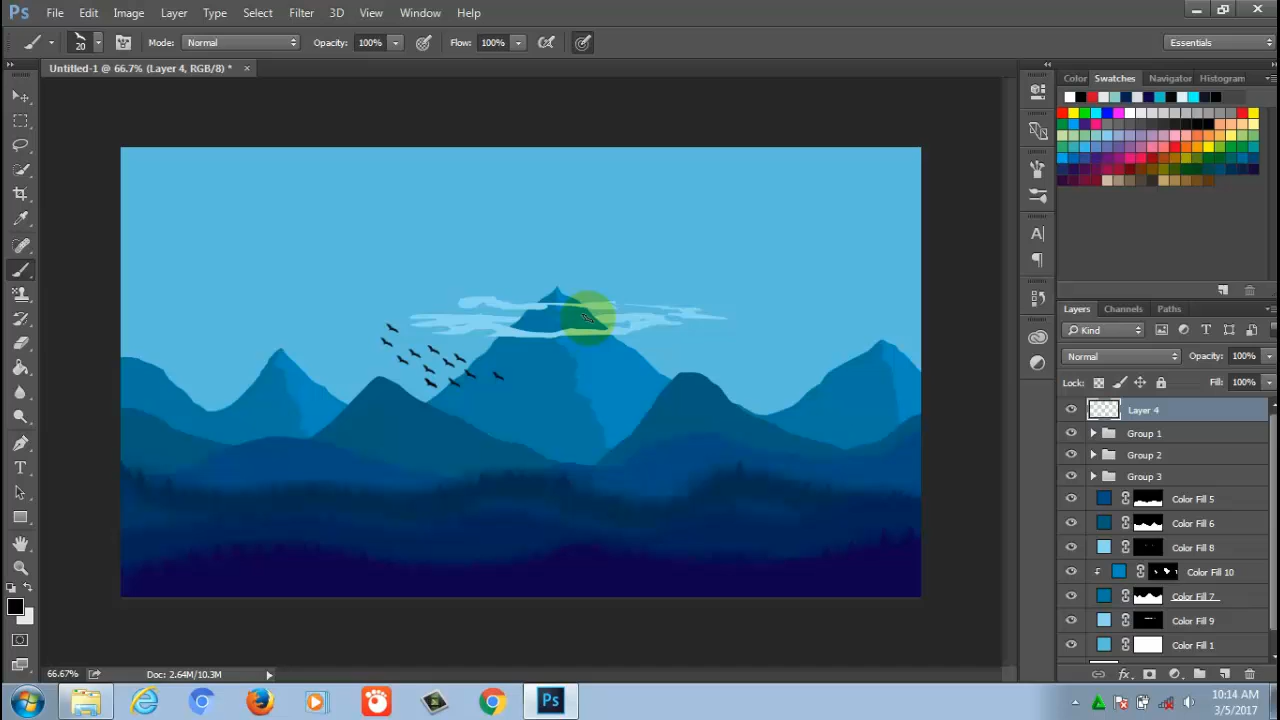 Ps File Edit Image Layer Type Select Filter 3D View Window Help
20 Mode: Normal Opacity: 100% Flow: 100% Essentials
Untitled-1 @ 66.7% (Layer 4, RGB/8) * ×
Color Swatches Navigator Histogram
Layers Channels Paths
Kind
Normal Opacity: 100%
Lock: Fill: 100%
Layer 4
Group 1
Group 2
Group 3
Color Fill 5
Color Fill 6
Color Fill 8
Color Fill 10
Color Fill 7
Color Fill 9
Color Fill 1
66.67% Doc: 2.64M/10.3M
Ps
10:14 AM
3/5/2017